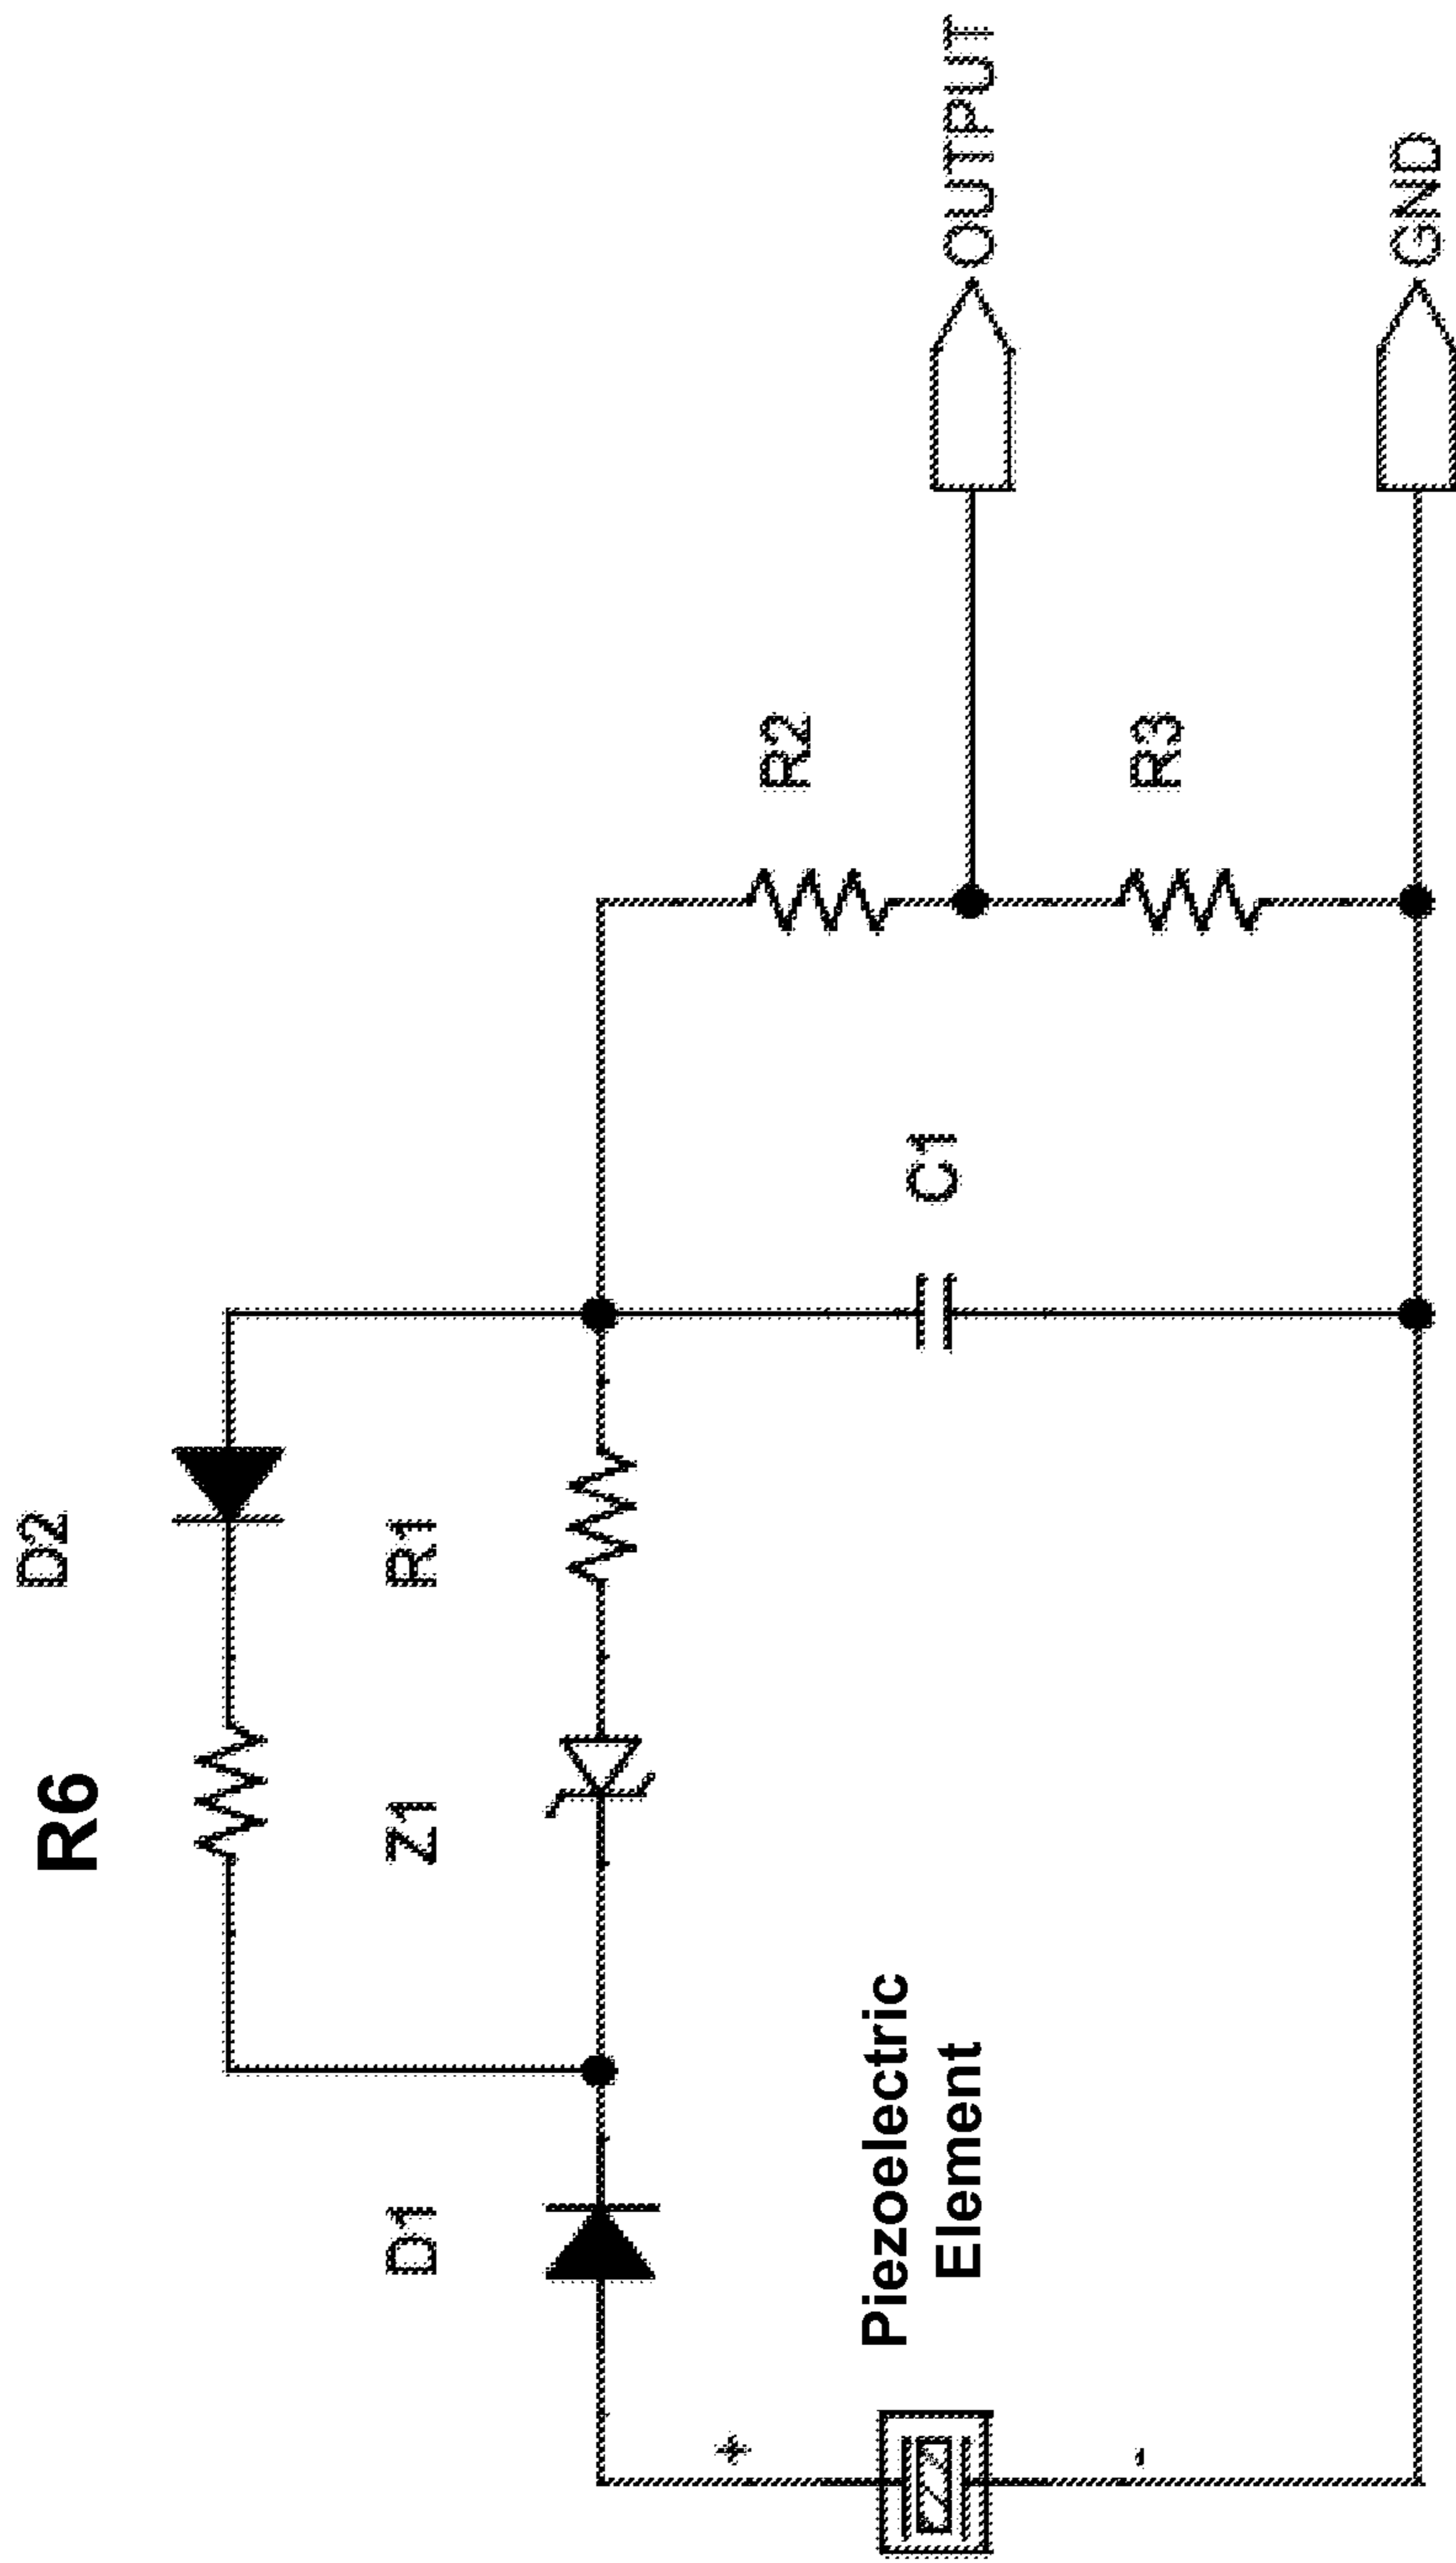 R6
D2
D1
Z1
R1
+
Piezoelectric
Element
C1
R2
OUTPUT
-
R3
GND